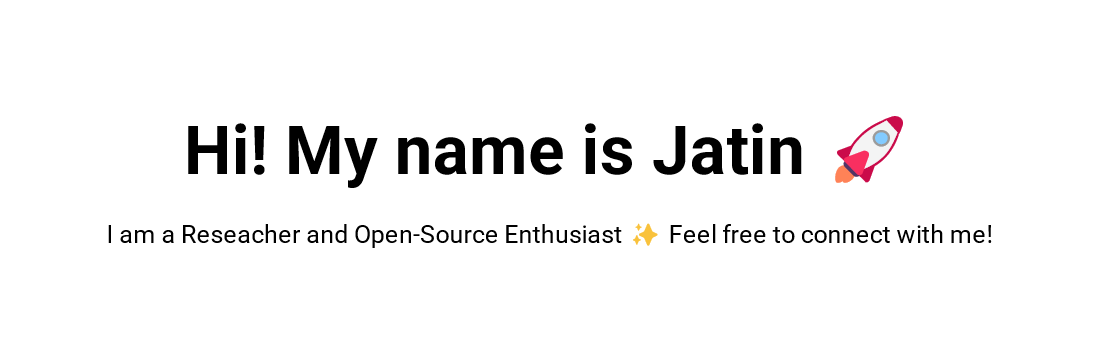 Hi! My name is Jatin 🚀
I am a Reseacher and Open-Source Enthusiast ✨ Feel free to connect with me!